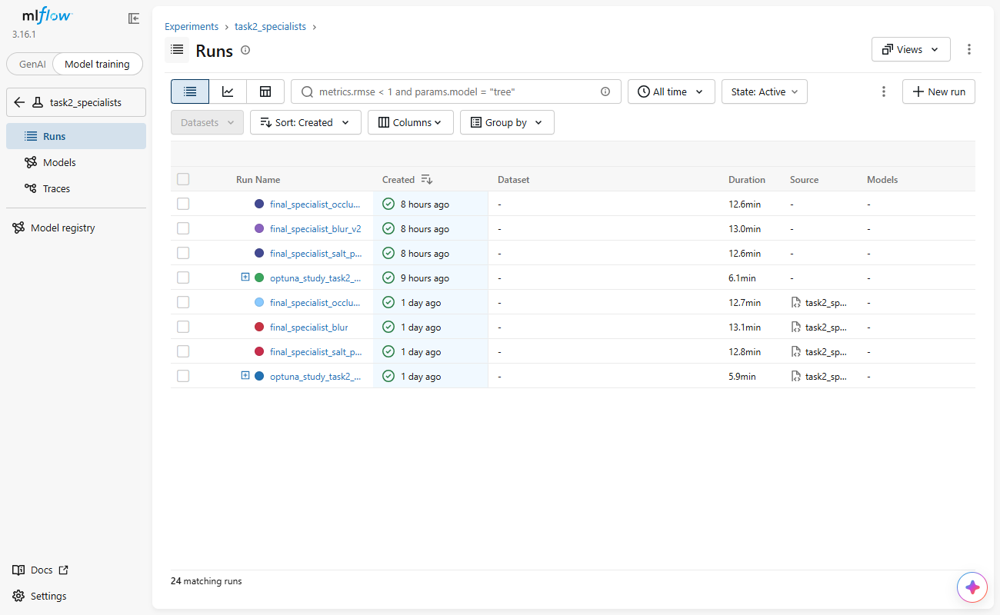 mlflow
3.16.1
GenAI Model training
task2_specialists
Runs
Models
Traces
Model registry
Docs
Settings
Experiments > task2_specialists >
Runs
Views
metrics.rmse < 1 and params.model = "tree"
All time
State: Active
New run
Datasets
Sort: Created
Columns
Group by
Run Name Created Dataset Duration Source Models
final_specialist_occlu... 8 hours ago - 12.6min - -
final_specialist_blur_v2 8 hours ago - 13.0min - -
final_specialist_salt_p... 8 hours ago - 12.6min - -
optuna_study_task2_... 9 hours ago - 6.1min - -
final_specialist_occlu... 1 day ago - 12.7min task2_sp... -
final_specialist_blur 1 day ago - 13.1min task2_sp... -
final_specialist_salt_p... 1 day ago - 12.8min task2_sp... -
optuna_study_task2_... 1 day ago - 5.9min task2_sp... -
24 matching runs